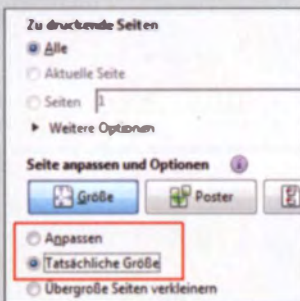 Zu druckende Seiten
Alle
Aktuelle Seite
Seiten 1
Weitere Optionen
Seite anpassen und Optionen
Größe Poster
Anpassen
Tatsächliche Größe
Übergroße Seiten verkleinern